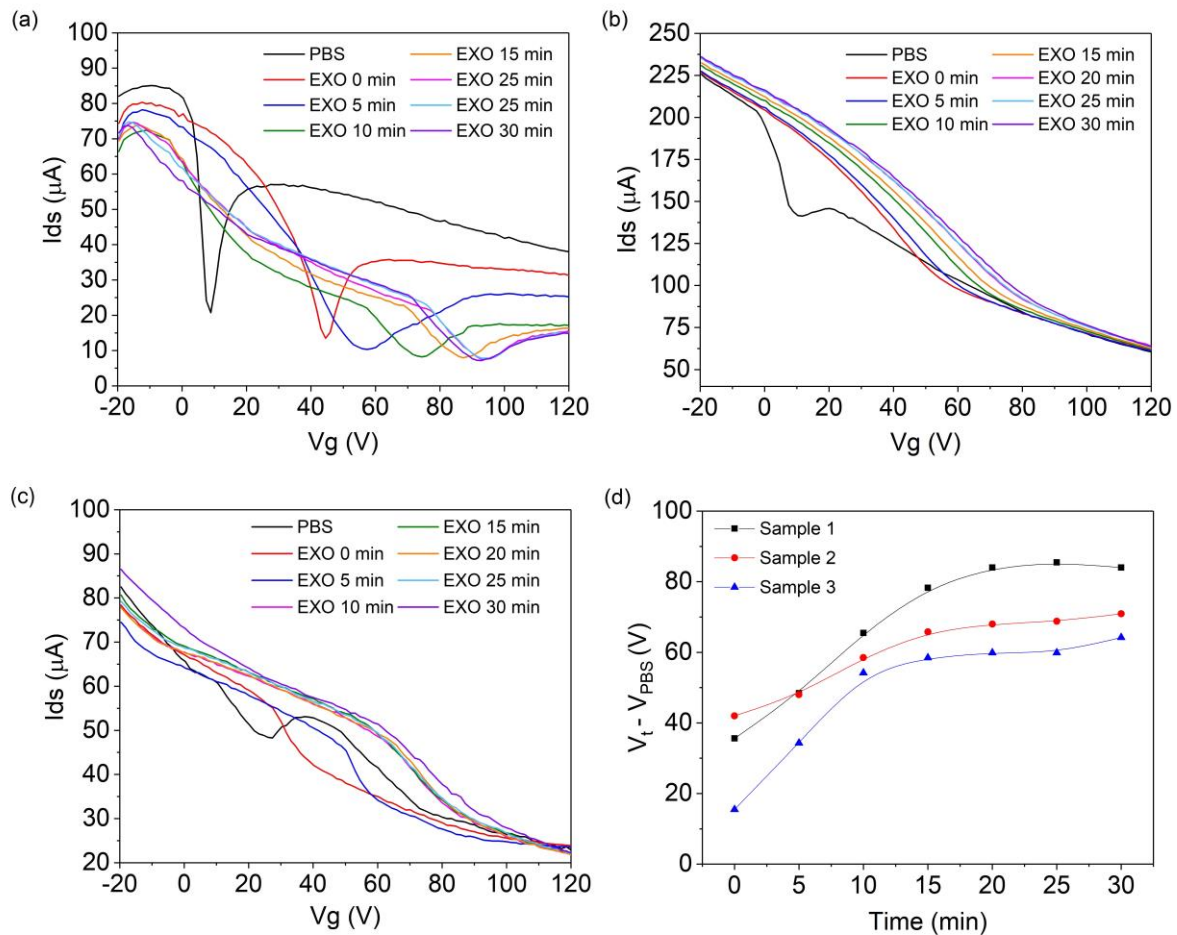 (a)
100
90
80
70
60
50
40
30
20
10
0
Ids (μA)
PBS
EXO 0 min
EXO 5 min
EXO 10 min
EXO 15 min
EXO 25 min
EXO 25 min
EXO 30 min
-20 0 20 40 60 80 100 120
Vg (V)
(b)
250
225
200
175
150
125
100
75
50
Ids (μA)
PBS
EXO 0 min
EXO 5 min
EXO 10 min
EXO 15 min
EXO 20 min
EXO 25 min
EXO 30 min
-20 0 20 40 60 80 100 120
Vg (V)
(c)
100
90
80
70
60
50
40
30
20
Ids (μA)
PBS
EXO 0 min
EXO 5 min
EXO 10 min
EXO 15 min
EXO 20 min
EXO 25 min
EXO 30 min
-20 0 20 40 60 80 100 120
Vg (V)
(d)
100
80
60
40
20
0
Vt - VPBS (V)
Sample 1
Sample 2
Sample 3
0 5 10 15 20 25 30
Time (min)